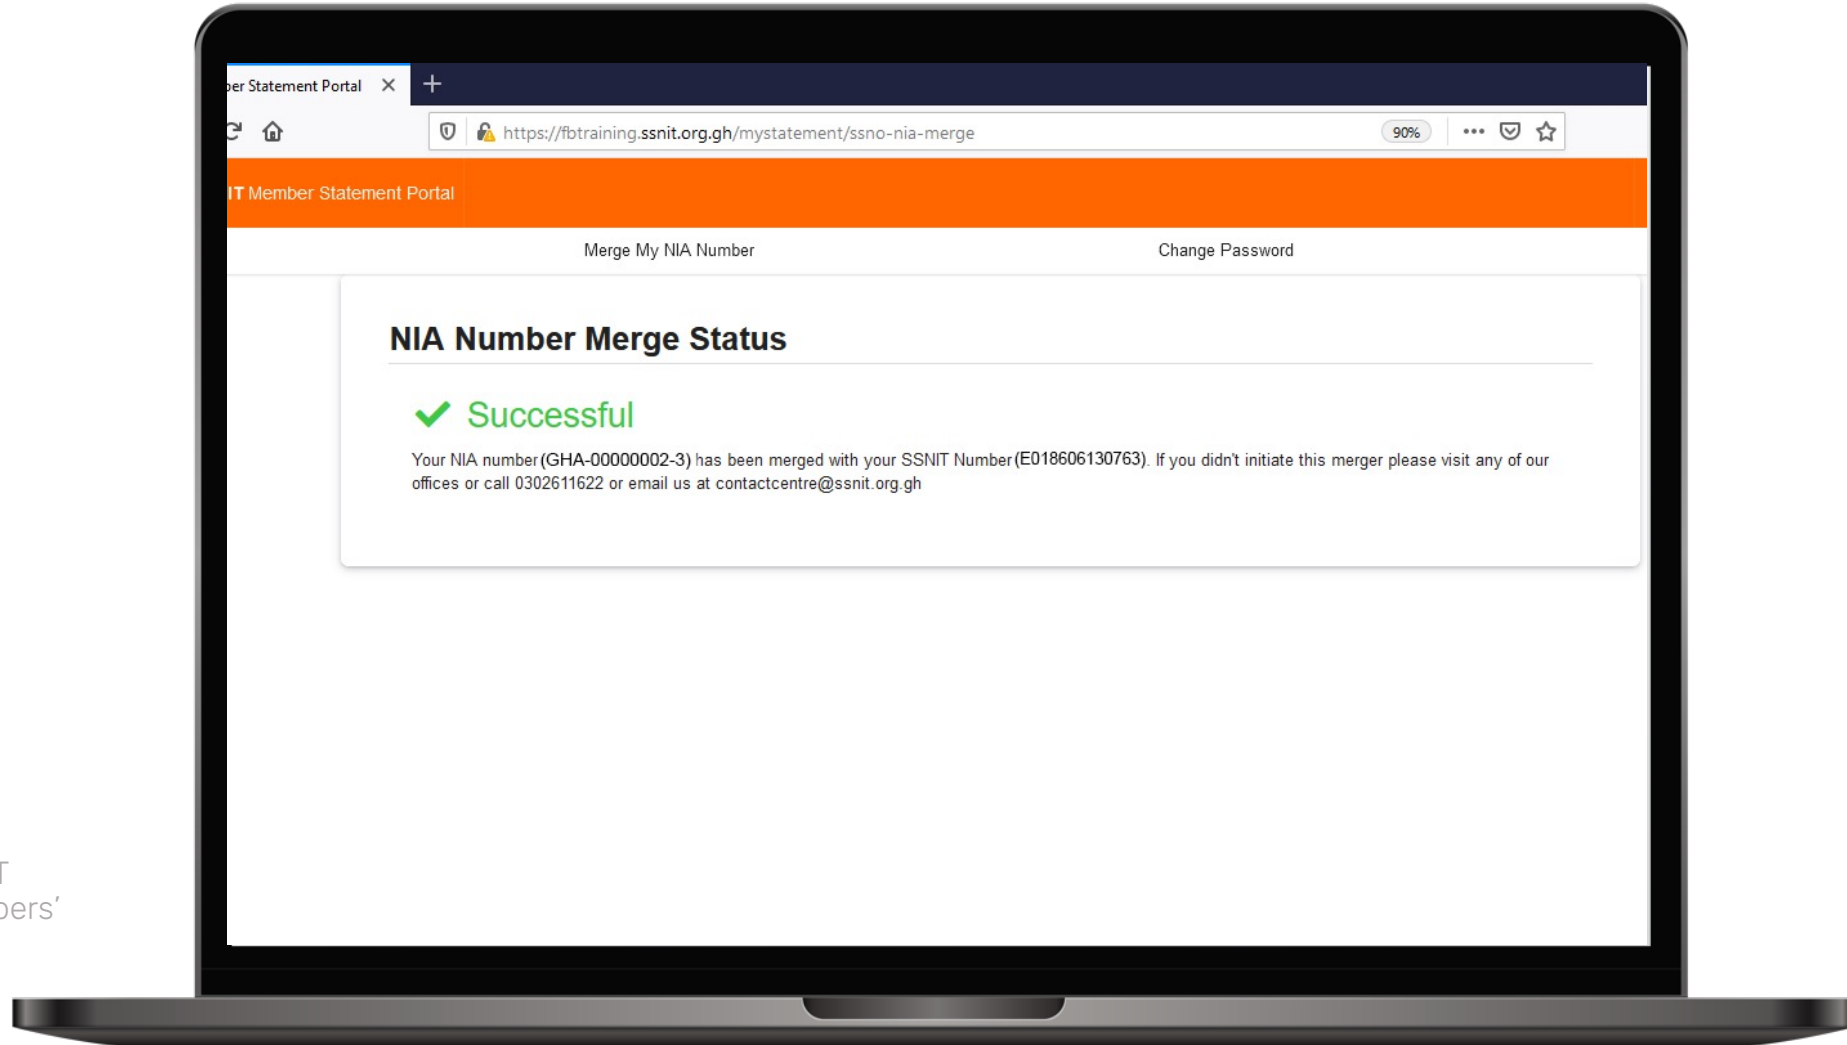 ber Statement Portal
https://fbtraining.ssnit.org.gh/mystatement/ssno-nia-merge
90%
IT Member Statement Portal
Merge My NIA Number
Change Password
NIA Number Merge Status
Successful
Your NIA number(GHA-00000002-3) has been merged with your SSNIT Number(E018606130763). If you didn't initiate this merger please visit any of our
offices or call 0302611622 or email us at contactcentre@ssnit.org.gh
T
bers’